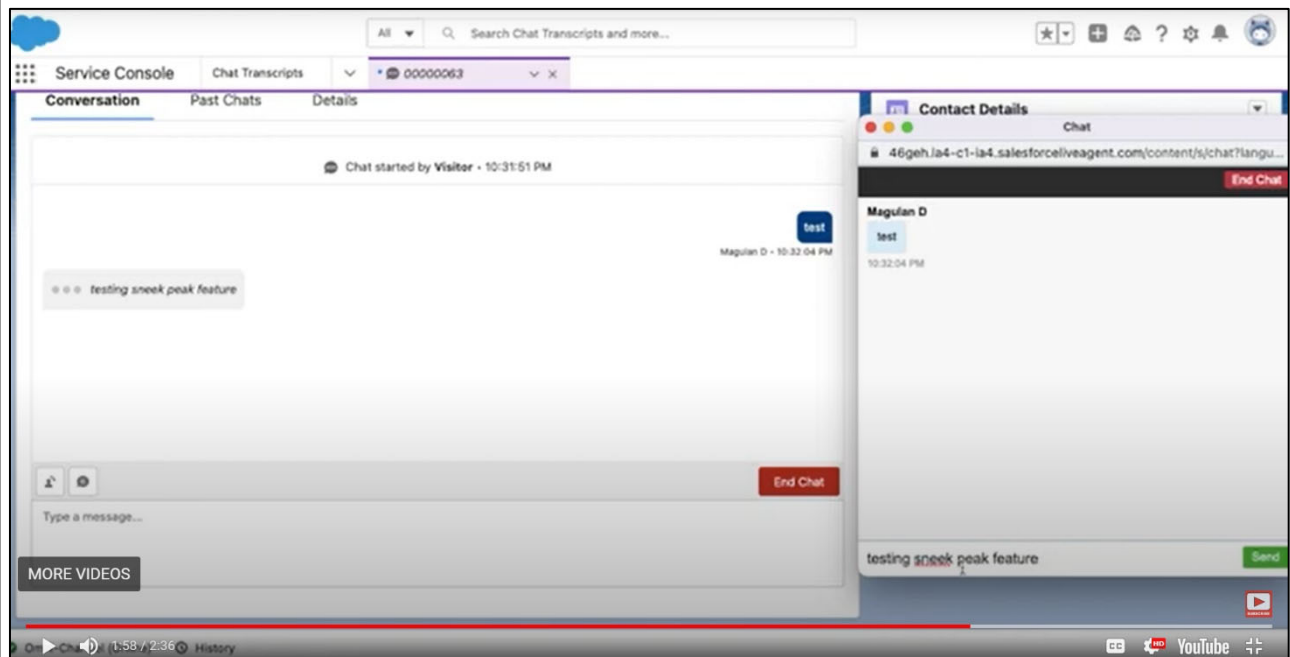 All
Search Chat Transcripts and more...
Service Console
Chat Transcripts
• 00000063
Conversation
Past Chats
Details
Contact Details
Chat started by Visitor • 10:31:51 PM
test
Magulan D • 10:32:04 PM
testing sneek peak feature
End Chat
Type a message...
Chat
46geh.la4-c1-ia4.salesforceliveagent.com/content/s/chat?langu...
End Chat
Magulan D
test
10:32:04 PM
testing sneek peak feature
Send
MORE VIDEOS
1:58 / 2:36
History
CC
HD
YouTube